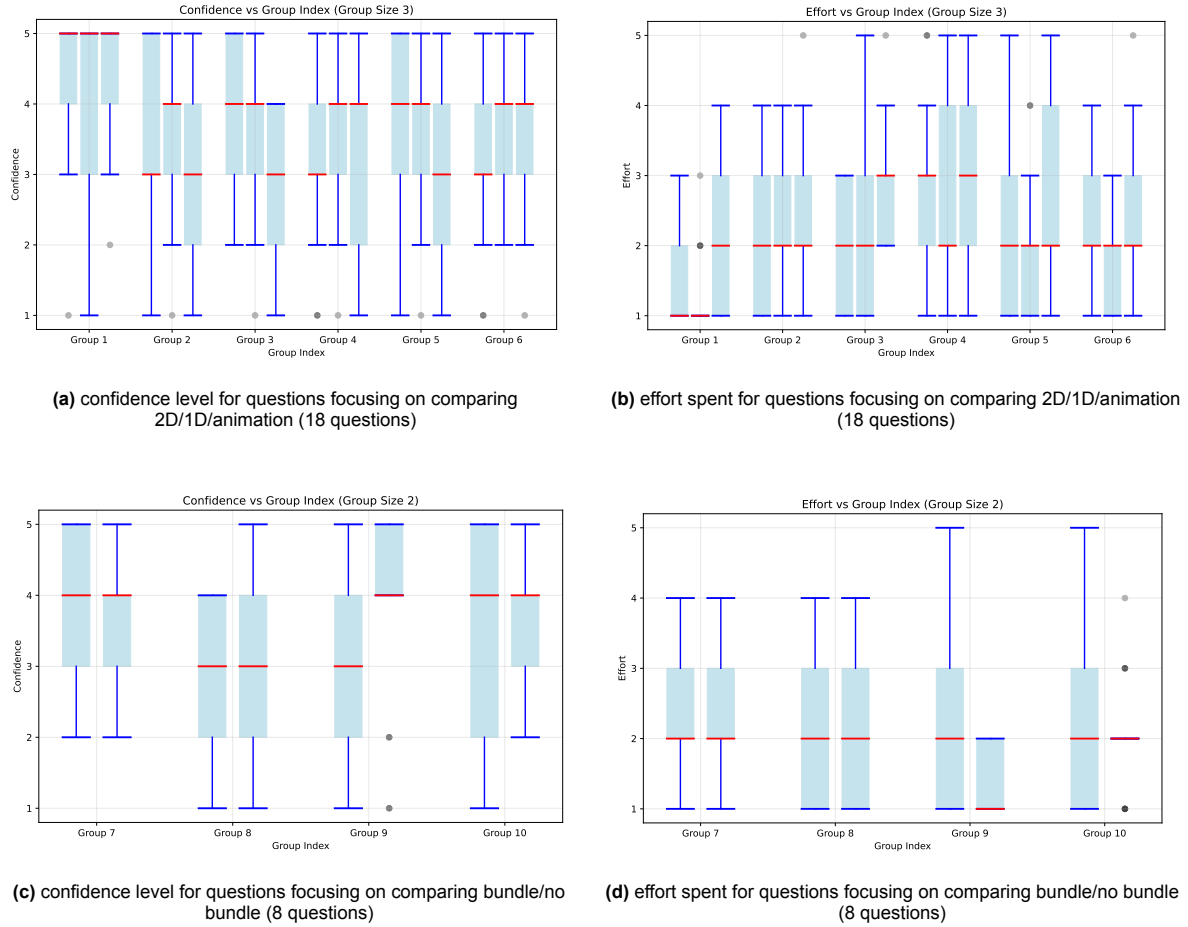 Confidence vs Group Index (Group Size 3)
5
4
3
2
1
Confidence
Group 1 Group 2 Group 3 Group 4 Group 5 Group 6
Group Index
(a) confidence level for questions focusing on comparing
2D/1D/animation (18 questions)
Effort vs Group Index (Group Size 3)
5
4
3
2
1
Effort
Group 1 Group 2 Group 3 Group 4 Group 5 Group 6
Group Index
(b) effort spent for questions focusing on comparing 2D/1D/animation
(18 questions)
Confidence vs Group Index (Group Size 2)
5
4
3
2
1
Confidence
Group 7 Group 8 Group 9 Group 10
Group Index
(c) confidence level for questions focusing on comparing bundle/no
bundle (8 questions)
Effort vs Group Index (Group Size 2)
5
4
3
2
1
Effort
Group 7 Group 8 Group 9 Group 10
Group Index
(d) effort spent for questions focusing on comparing bundle/no bundle
(8 questions)